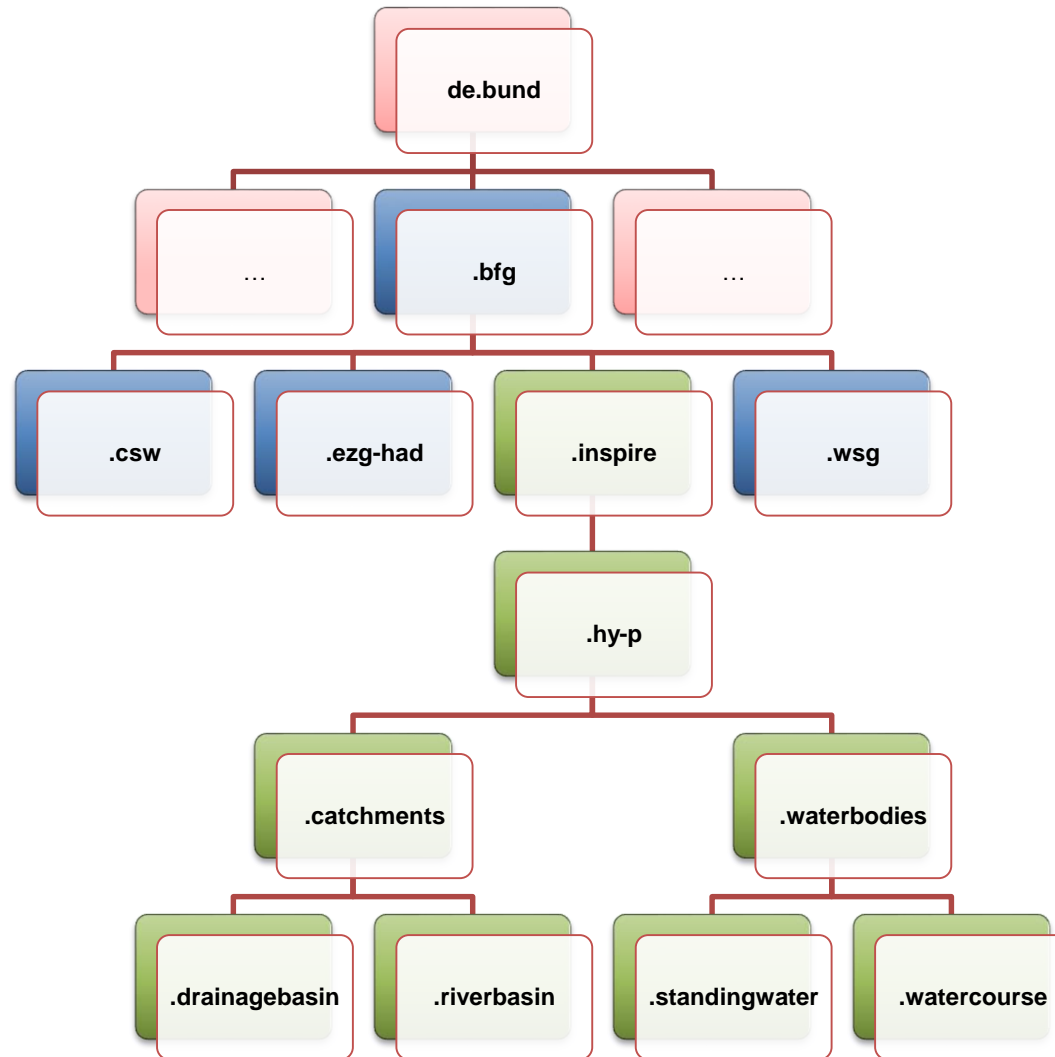 de.bund
...
.bfg
...
.csw
.ezg-had
.inspire
.wsg
.hy-p
.catchments
.waterbodies
.drainagebasin
.riverbasin
.standingwater
.watercourse